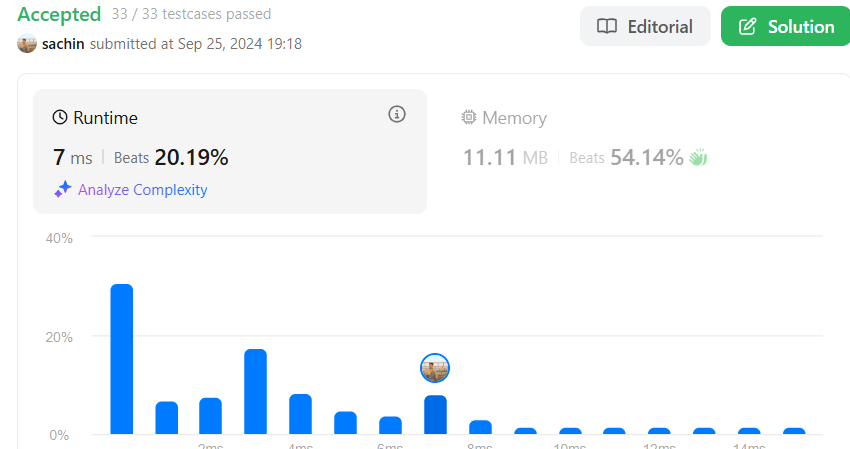 Accepted 33 / 33 testcases passed
Editorial
Solution
sachin submitted at Sep 25, 2024 19:18
Runtime
Memory
7 ms | Beats 20.19%
11.11 MB | Beats 54.14%
Analyze Complexity
40%
20%
0%
2ms 4ms 6ms 8ms 10ms 12ms 14ms